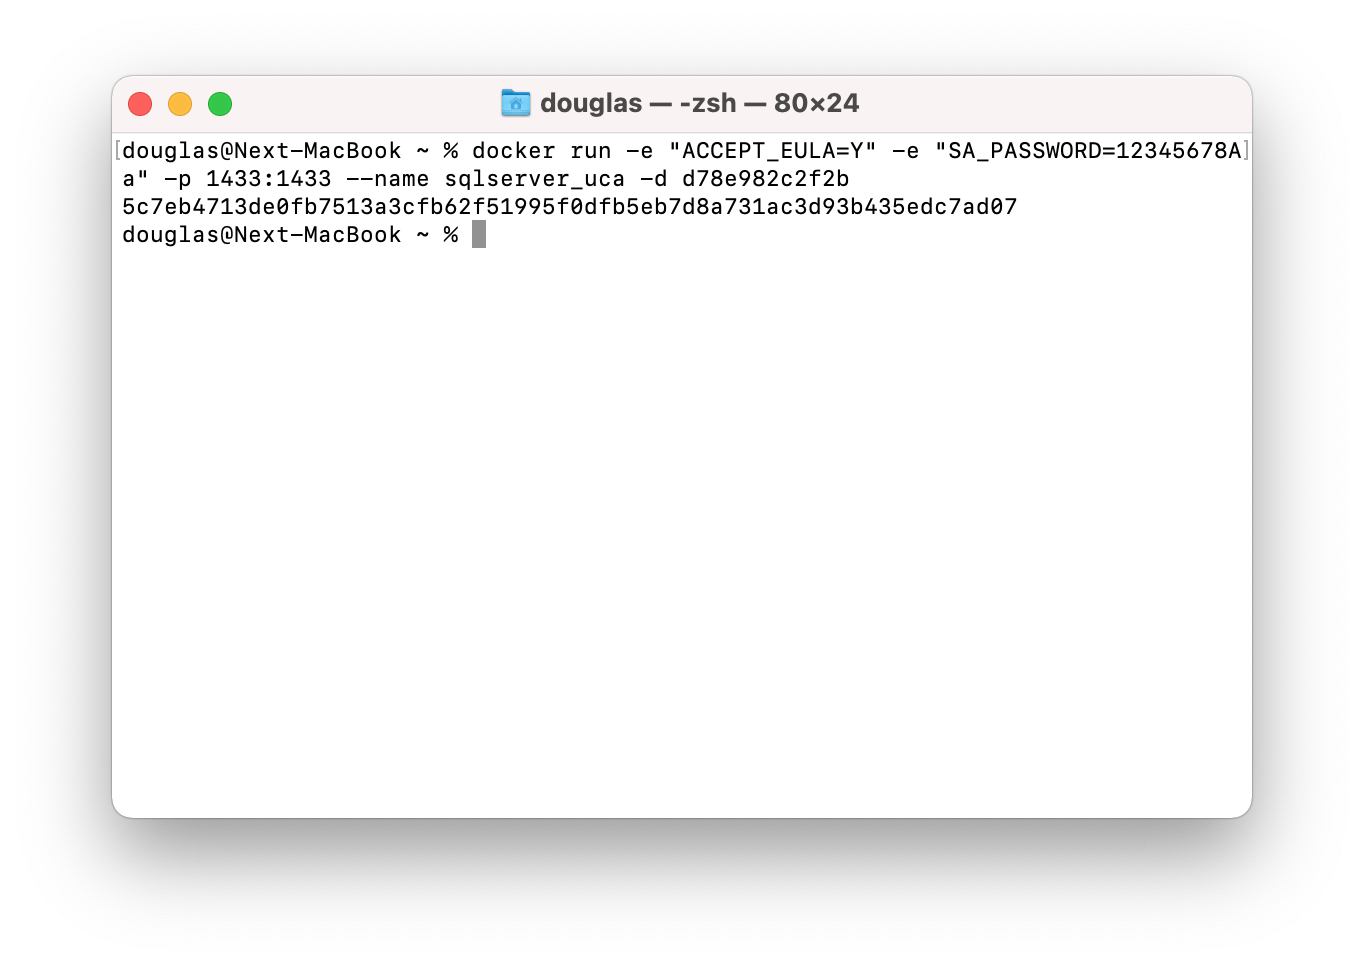 douglas — -zsh — 80×24
[douglas@Next-MacBook ~ % docker run -e "ACCEPT_EULA=Y" -e "SA_PASSWORD=12345678A]
a" -p 1433:1433 --name sqlserver_uca -d d78e982c2f2b
5c7eb4713de0fb7513a3cfb62f51995f0dfb5eb7d8a731ac3d93b435edc7ad07
douglas@Next-MacBook ~ %